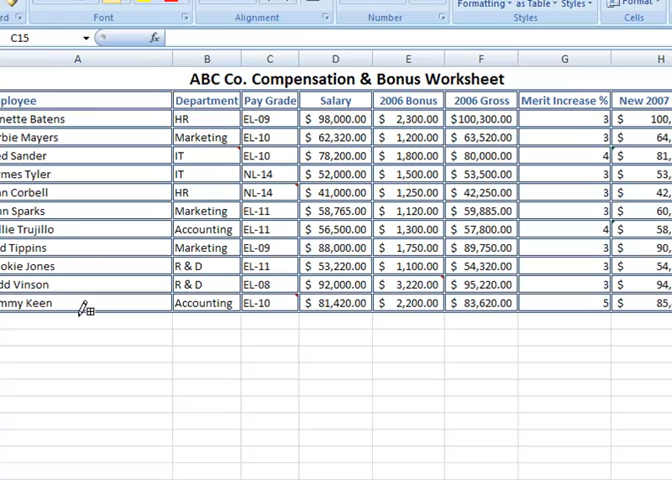 Formatting as Table Styles Format
Font Alignment Number Styles Cells
C15 fx
A B C D E F G H
ABC Co. Compensation & Bonus Worksheet
ployee Department Pay Grade Salary 2006 Bonus 2006 Gross Merit Increase % New 2007
nette Batens HR EL-09 $ 98,000.00 $ 2,300.00 $100,300.00 3 $ 100,
rbie Mayers Marketing EL-10 $ 62,320.00 $ 1,200.00 $ 63,520.00 3 $ 64,
ed Sander IT EL-10 $ 78,200.00 $ 1,800.00 $ 80,000.00 4 $ 81,
mes Tyler IT NL-14 $ 52,000.00 $ 1,500.00 $ 53,500.00 3 $ 53,
n Corbell HR NL-14 $ 41,000.00 $ 1,250.00 $ 42,250.00 3 $ 42,
nn Sparks Marketing EL-11 $ 58,765.00 $ 1,120.00 $ 59,885.00 3 $ 60,
llie Trujillo Accounting EL-11 $ 56,500.00 $ 1,300.00 $ 57,800.00 4 $ 58,
d Tippins Marketing EL-09 $ 88,000.00 $ 1,750.00 $ 89,750.00 3 $ 90,
okie Jones R & D EL-11 $ 53,220.00 $ 1,100.00 $ 54,320.00 3 $ 54,
dd Vinson R & D EL-08 $ 92,000.00 $ 3,220.00 $ 95,220.00 3 $ 94,
mmy Keen Accounting EL-10 $ 81,420.00 $ 2,200.00 $ 83,620.00 5 $ 85,